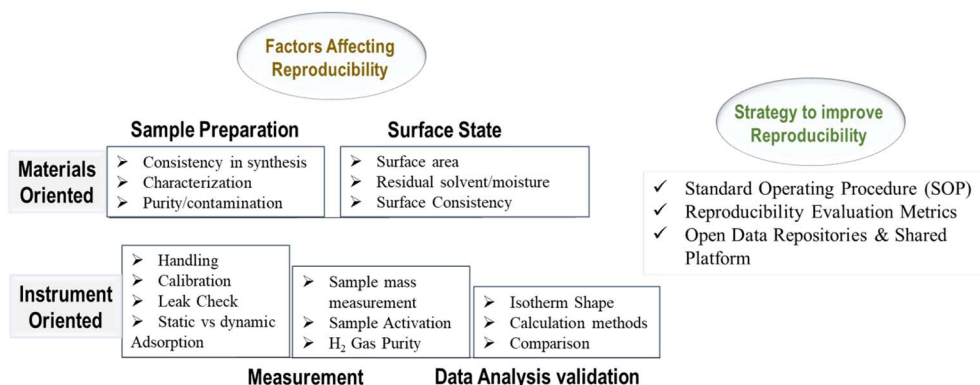 Factors Affecting
Reproducibility
Sample Preparation
Surface State
Materials
Oriented
➤ Consistency in synthesis
➤ Characterization
➤ Purity/contamination
➤ Surface area
➤ Residual solvent/moisture
➤ Surface Consistency
Instrument
Oriented
➤ Handling
➤ Calibration
➤ Leak Check
➤ Static vs dynamic
Adsorption
➤ Sample mass
measurement
➤ Sample Activation
➤ H₂ Gas Purity
➤ Isotherm Shape
➤ Calculation methods
➤ Comparison
Measurement
Data Analysis validation
Strategy to improve
Reproducibility
✓ Standard Operating Procedure (SOP)
✓ Reproducibility Evaluation Metrics
✓ Open Data Repositories & Shared
Platform